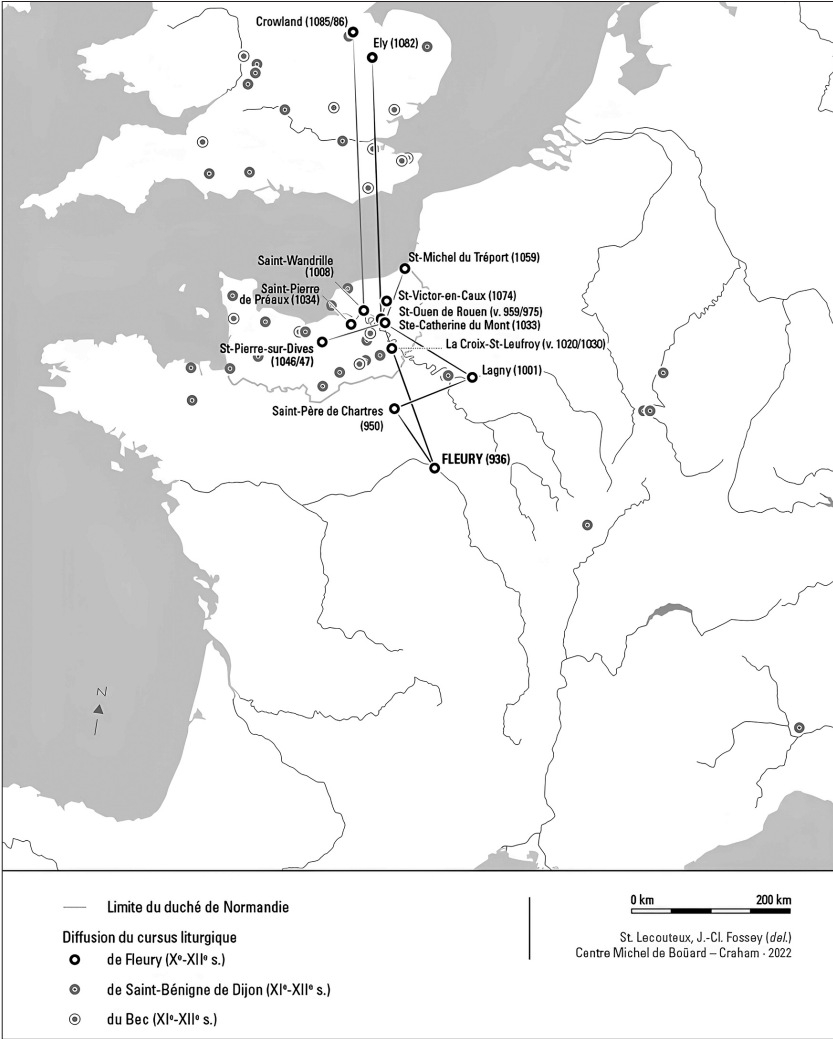 Crowland (1085/86)
Ely (1082)
St-Michel du Tréport (1059)
Saint-Wandrille
(1008)
Saint-Pierre
de Préaux (1034)
St-Victor-en-Caux (1074)
St-Ouen de Rouen (v. 959/975)
Ste-Catherine du Mont (1033)
St-Pierre-sur-Dives
(1046/47)
La Croix-St-Leufroy (v. 1020/1030)
Lagny (1001)
Saint-Père de Chartres
(950)
FLEURY (936)
N
Limite du duché de Normandie
Diffusion du cursus liturgique
de Fleury (Xᵉ-XIIᵉ s.)
de Saint-Bénigne de Dijon (XIᵉ-XIIᵉ s.)
du Bec (XIᵉ-XIIᵉ s.)
0 km 200 km
St. Lecouteux, J.-Cl. Fossey (del.)
Centre Michel de Boüard – Craham · 2022